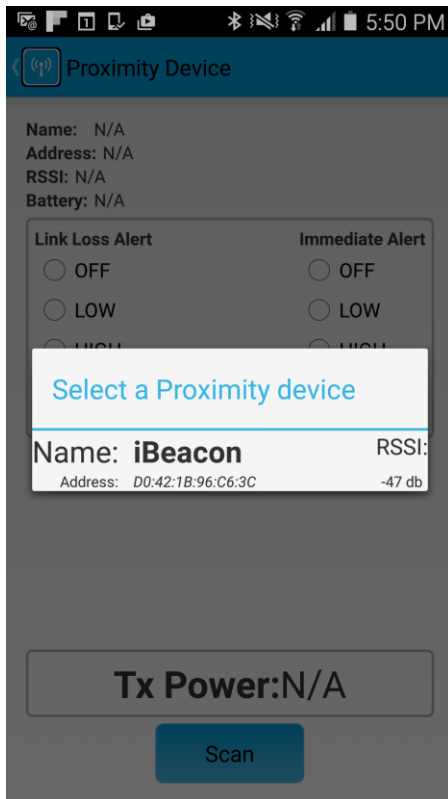 5:50 PM
Proximity Device
Name: N/A
Address: N/A
RSSI: N/A
Battery: N/A
Link Loss Alert Immediate Alert
OFF OFF
LOW LOW
Select a Proximity device
Name: iBeacon RSSI:
Address: D0:42:1B:96:C6:3C -47 db
Tx Power:N/A
Scan